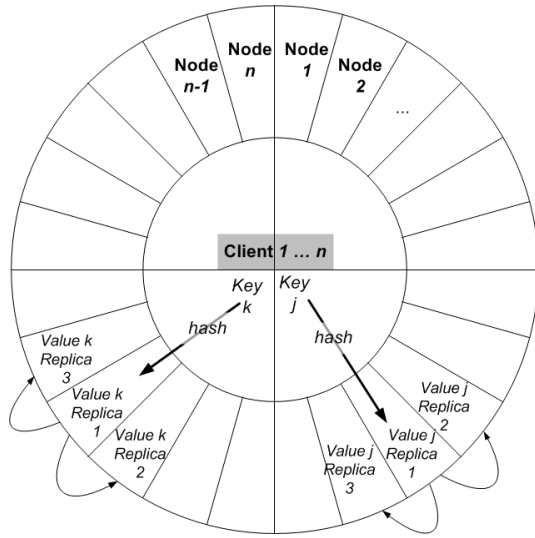 Node
n-1
Node
n
Node
1
Node
2
...
Client 1 ... n
Key
k
Key
j
hash
hash
Value k
Replica
3
Value k
Replica
1
Value k
Replica
2
Value j
Replica
2
Value j
Replica
1
Value j
Replica
3